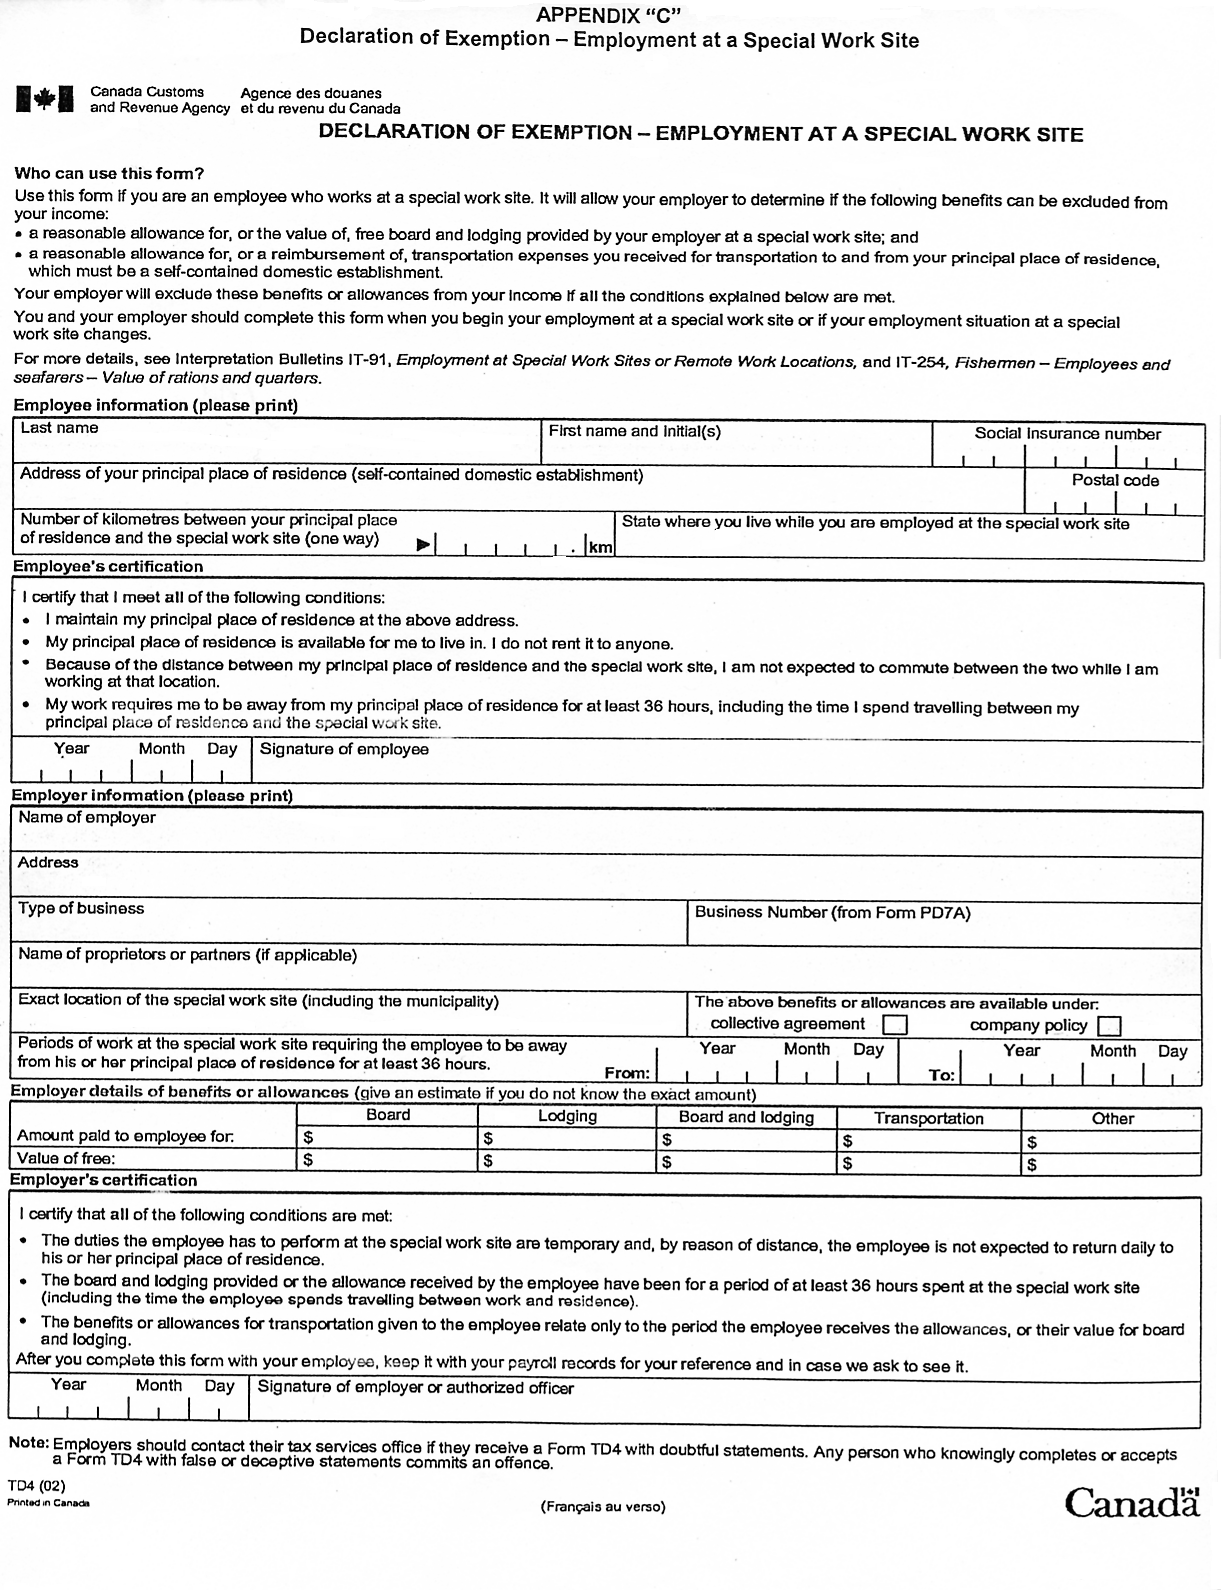 APPENDIX “C”
Declaration of Exemption – Employment at a Special Work Site
Canada Customs and Revenue Agency
Agence des douanes et du revenu du Canada
DECLARATION OF EXEMPTION – EMPLOYMENT AT A SPECIAL WORK SITE
Who can use this form?
Use this form if you are an employee who works at a special work site. It will allow your employer to determine if the following benefits can be excluded from
your income:
• a reasonable allowance for, or the value of, free board and lodging provided by your employer at a special work site; and
• a reasonable allowance for, or a reimbursement of, transportation expenses you received for transportation to and from your principal place of residence,
which must be a self-contained domestic establishment.
Your employer will exclude these benefits or allowances from your income if all the conditions explained below are met.
You and your employer should complete this form when you begin your employment at a special work site or if your employment situation at a special
work site changes.
For more details, see Interpretation Bulletins IT-91, Employment at Special Work Sites or Remote Work Locations, and IT-254, Fishermen – Employees and
seafarers – Value of rations and quarters.
Employee information (please print)
Last name
First name and initial(s)
Social insurance number
Address of your principal place of residence (self-contained domestic establishment)
Postal code
Number of kilometres between your principal place
of residence and the special work site (one way)
km
State where you live while you are employed at the special work site
Employee's certification
I certify that I meet all of the following conditions:
• I maintain my principal place of residence at the above address.
• My principal place of residence is available for me to live in. I do not rent it to anyone.
• Because of the distance between my principal place of residence and the special work site, I am not expected to commute between the two while I am
working at that location.
• My work requires me to be away from my principal place of residence for at least 36 hours, including the time I spend travelling between my
principal place of residence and the special work site.
Year Month Day
Signature of employee
Employer information (please print)
Name of employer
Address
Type of business
Business Number (from Form PD7A)
Name of proprietors or partners (if applicable)
Exact location of the special work site (including the municipality)
The above benefits or allowances are available under:
collective agreement company policy
Periods of work at the special work site requiring the employee to be away
from his or her principal place of residence for at least 36 hours.
From: Year Month Day
To: Year Month Day
Employer details of benefits or allowances (give an estimate if you do not know the exact amount)
Board Lodging Board and lodging Transportation Other
Amount paid to employee for: $ $ $ $ $
Value of free: $ $ $ $ $
Employer's certification
I certify that all of the following conditions are met:
• The duties the employee has to perform at the special work site are temporary and, by reason of distance, the employee is not expected to return daily to
his or her principal place of residence.
• The board and lodging provided or the allowance received by the employee have been for a period of at least 36 hours spent at the special work site
(including the time the employee spends travelling between work and residence).
• The benefits or allowances for transportation given to the employee relate only to the period the employee receives the allowances, or their value for board
and lodging.
After you complete this form with your employee, keep it with your payroll records for your reference and in case we ask to see it.
Year Month Day
Signature of employer or authorized officer
Note: Employers should contact their tax services office if they receive a Form TD4 with doubtful statements. Any person who knowingly completes or accepts
a Form TD4 with false or deceptive statements commits an offence.
TD4 (02)
Printed in Canada
(Français au verso)
Canada